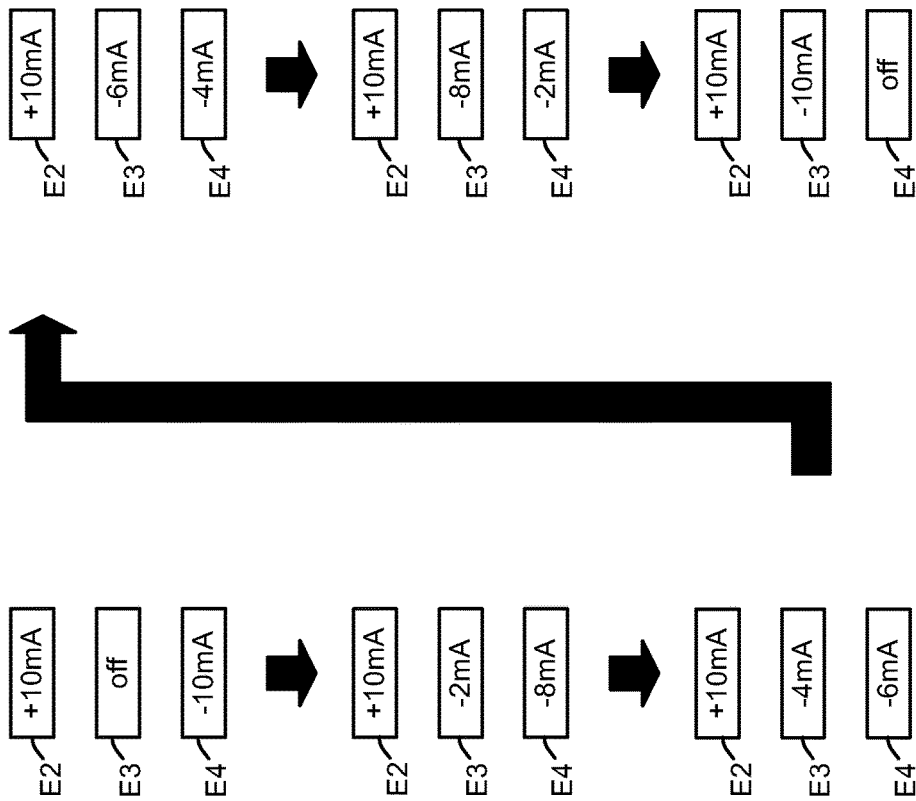 E2 +10mA
E3 off
E4 -10mA
E2 +10mA
E3 -2mA
E4 -8mA
E2 +10mA
E3 -4mA
E4 -6mA
E2 +10mA
E3 -6mA
E4 -4mA
E2 +10mA
E3 -8mA
E4 -2mA
E2 +10mA
E3 -10mA
E4 off